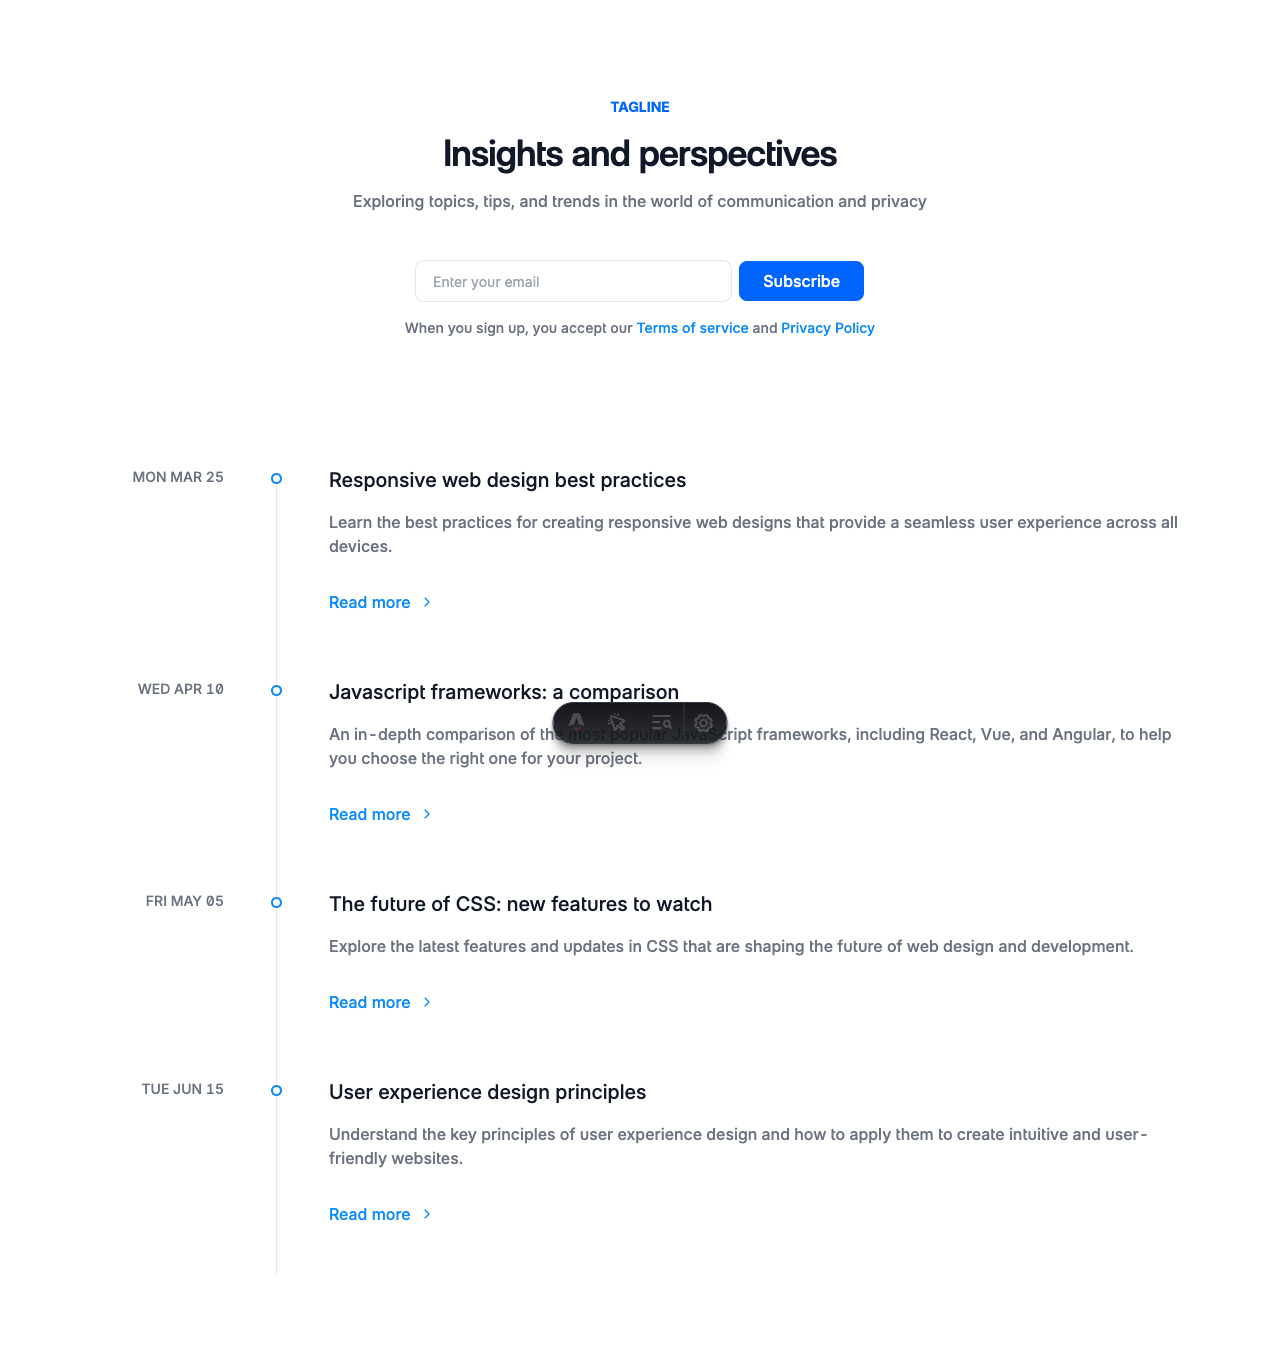 TAGLINE
Insights and perspectives
Exploring topics, tips, and trends in the world of communication and privacy
Enter your email
Subscribe
When you sign up, you accept our Terms of service and Privacy Policy
MON MAR 25
Responsive web design best practices
Learn the best practices for creating responsive web designs that provide a seamless user experience across all
devices.
Read more
WED APR 10
Javascript frameworks: a comparison
An in-depth comparison of the most popular JavaScript frameworks, including React, Vue, and Angular, to help
you choose the right one for your project.
Read more
FRI MAY 05
The future of CSS: new features to watch
Explore the latest features and updates in CSS that are shaping the future of web design and development.
Read more
TUE JUN 15
User experience design principles
Understand the key principles of user experience design and how to apply them to create intuitive and user-
friendly websites.
Read more